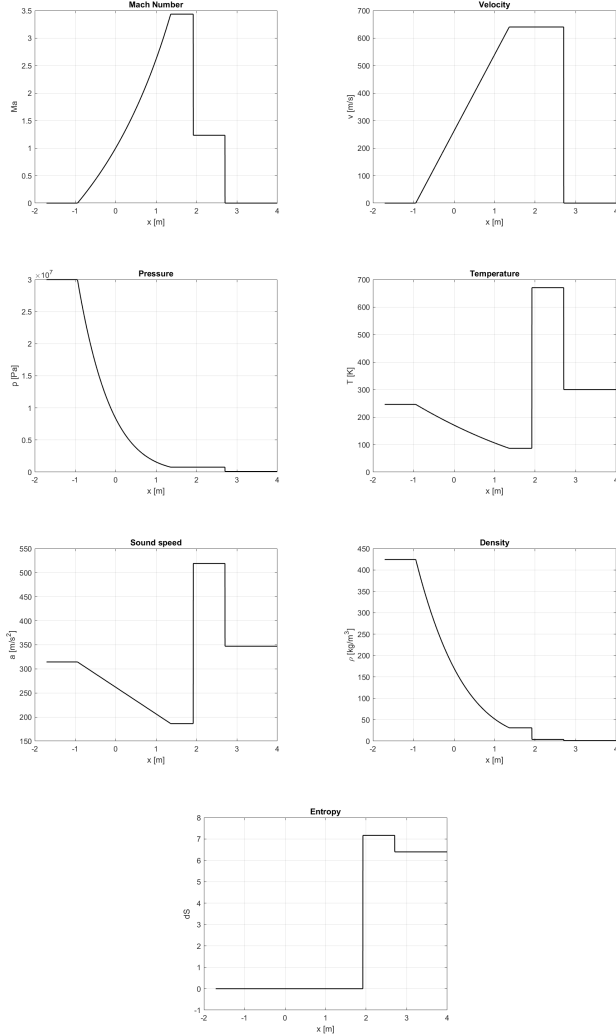 Mach Number
3.5
3
2.5
2
1.5
1
0.5
0
Ma
-2 -1 0 1 2 3 4
x [m]
Velocity
700
600
500
400
300
200
100
0
v [m/s]
-2 -1 0 1 2 3 4
x [m]
×10^7
Pressure
3
2.5
2
1.5
1
0.5
0
p [Pa]
-2 -1 0 1 2 3 4
x [m]
Temperature
700
600
500
400
300
200
100
0
T [K]
-2 -1 0 1 2 3 4
x [m]
Sound speed
550
500
450
400
350
300
250
200
150
a [m/s²]
-2 -1 0 1 2 3 4
x [m]
Density
450
400
350
300
250
200
150
100
50
0
ρ [kg/m³]
-2 -1 0 1 2 3 4
x [m]
Entropy
8
7
6
5
4
3
2
1
0
-1
dS
-2 -1 0 1 2 3 4
x [m]